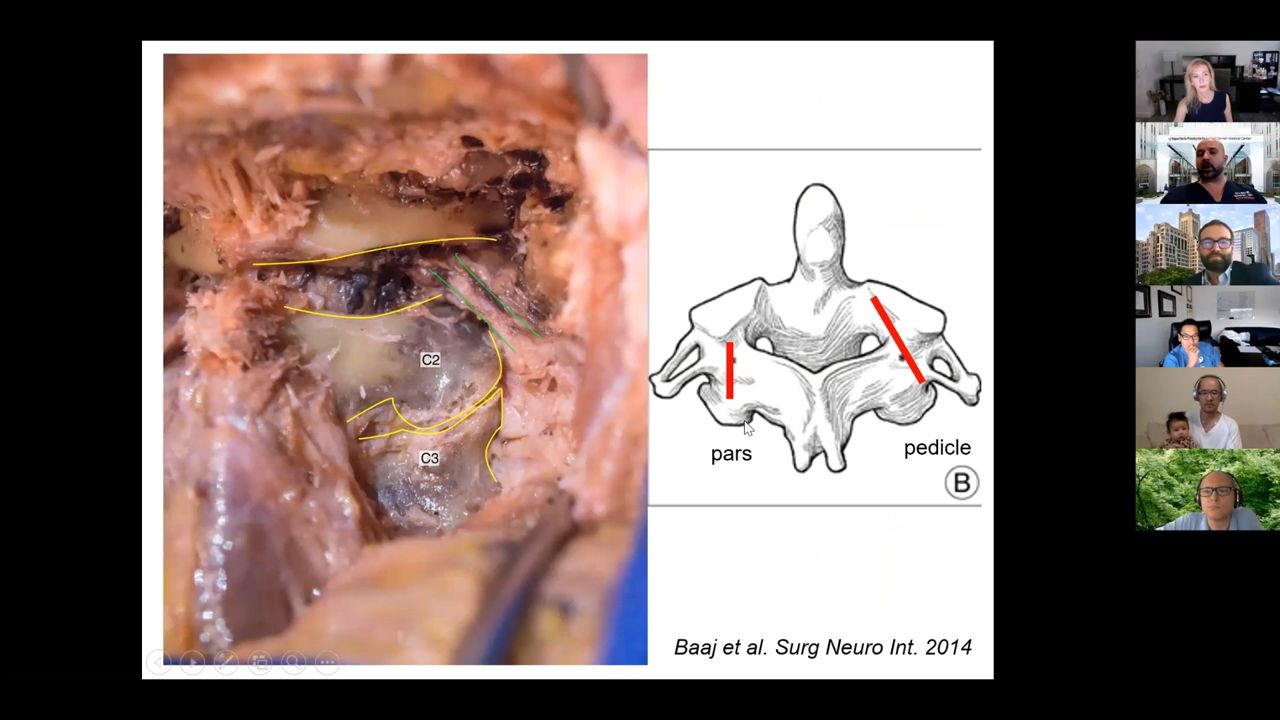 C2
C3
pars
pedicle
B
Baaj et al. Surg Neuro Int. 2014